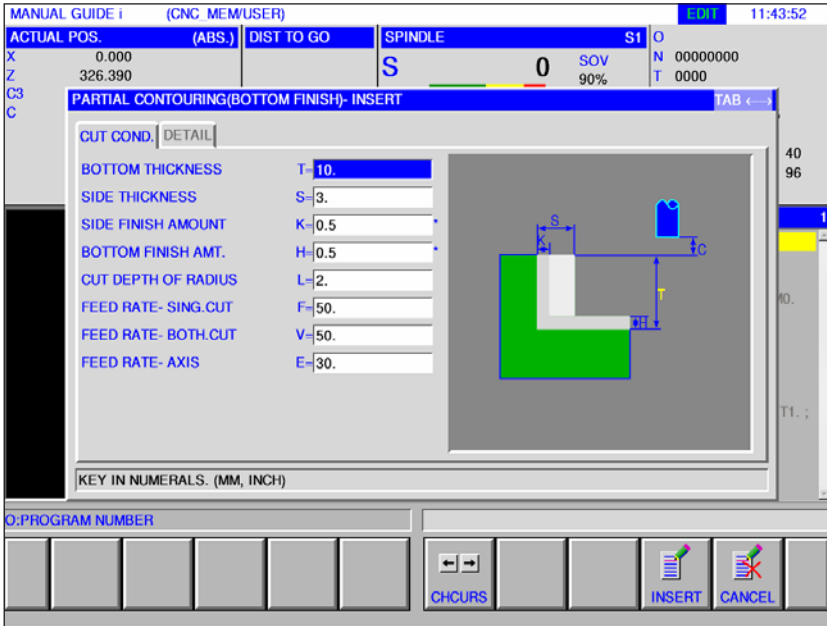 MANUAL GUIDE i (CNC_MEM/USER) EDIT 11:43:52
ACTUAL POS. (ABS.) DIST TO GO SPINDLE S1 O
X 0.000 N 00000000
Z 326.390 S 0 SOV 90% T 0000
C3
C
PARTIAL CONTOURING(BOTTOM FINISH)- INSERT TAB ←→
CUT COND. DETAIL
BOTTOM THICKNESS T=10.
SIDE THICKNESS S=3.
SIDE FINISH AMOUNT K=0.5 *
BOTTOM FINISH AMT. H=0.5 *
CUT DEPTH OF RADIUS L=2.
FEED RATE- SING.CUT F=50.
FEED RATE- BOTH.CUT V=50.
FEED RATE- AXIS E=30.
S
K
C
T
H
40
96
1
M0.
T1. ;
KEY IN NUMERALS. (MM, INCH)
O:PROGRAM NUMBER
CHCURS INSERT CANCEL